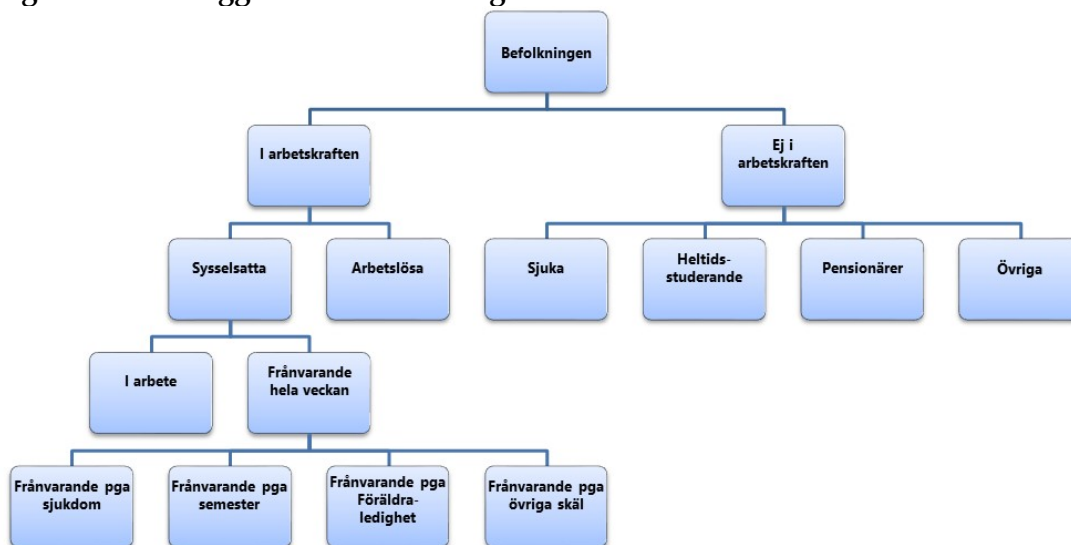 Befolkningen
I arbetskraften
Ej i
arbetskraften
Sysselsatta
Arbetslösa
Sjuka
Heltids-
studerande
Pensionärer
Övriga
I arbete
Frånvarande
hela veckan
Frånvarande pga
sjukdom
Frånvarande pga
semester
Frånvarande pga
Föräldra-
ledighet
Frånvarande pga
övriga skäl